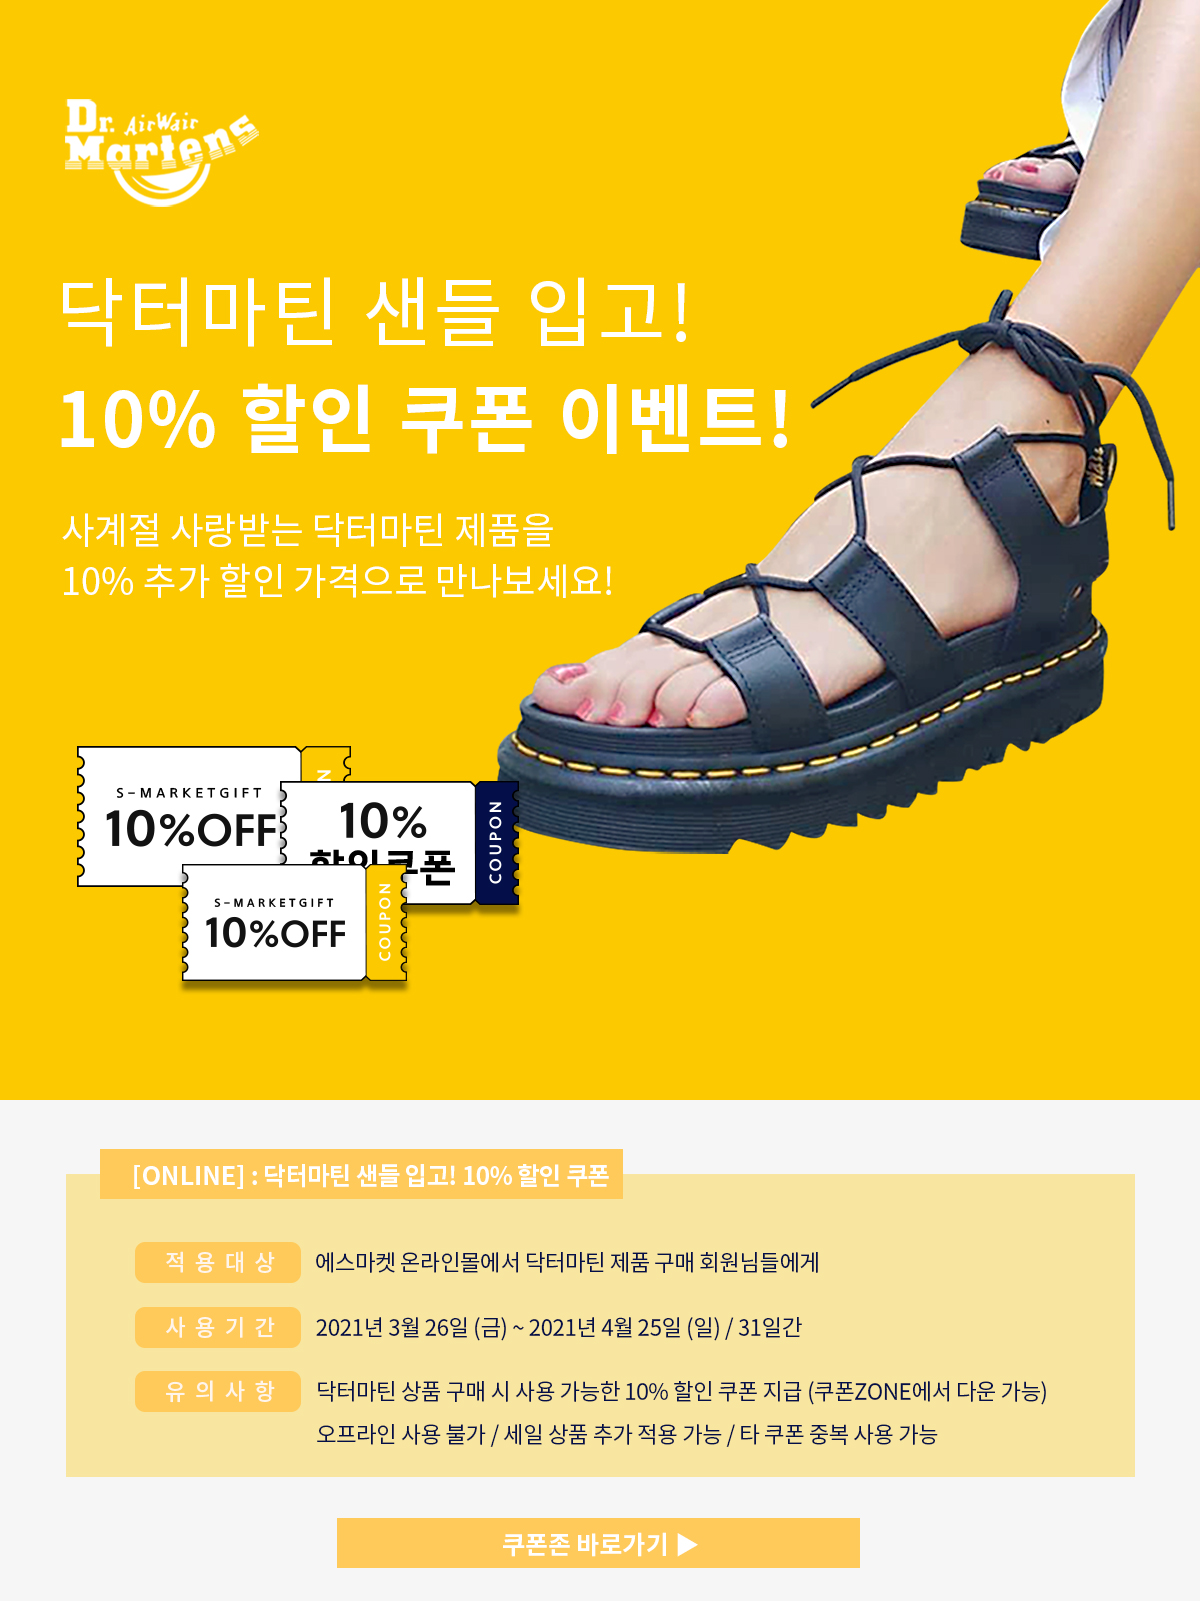 Dr. AirWair
Martens
닥터마틴 샌들 입고!
10% 할인 쿠폰 이벤트!
사계절 사랑받는 닥터마틴 제품을
10% 추가 할인 가격으로 만나보세요!
S-MARKETGIFT
10%OFF
10%
할인쿠폰
COUPON
S-MARKETGIFT
10%OFF
COUPON
[ONLINE] : 닥터마틴 샌들 입고! 10% 할인 쿠폰
적용대상 에스마켓 온라인몰에서 닥터마틴 제품 구매 회원님들에게
사용기간 2021년 3월 26일 (금) ~ 2021년 4월 25일 (일) / 31일간
유의사항 닥터마틴 상품 구매 시 사용 가능한 10% 할인 쿠폰 지급 (쿠폰ZONE에서 다운 가능)
오프라인 사용 불가 / 세일 상품 추가 적용 가능 / 타 쿠폰 중복 사용 가능
쿠폰존 바로가기 ▶